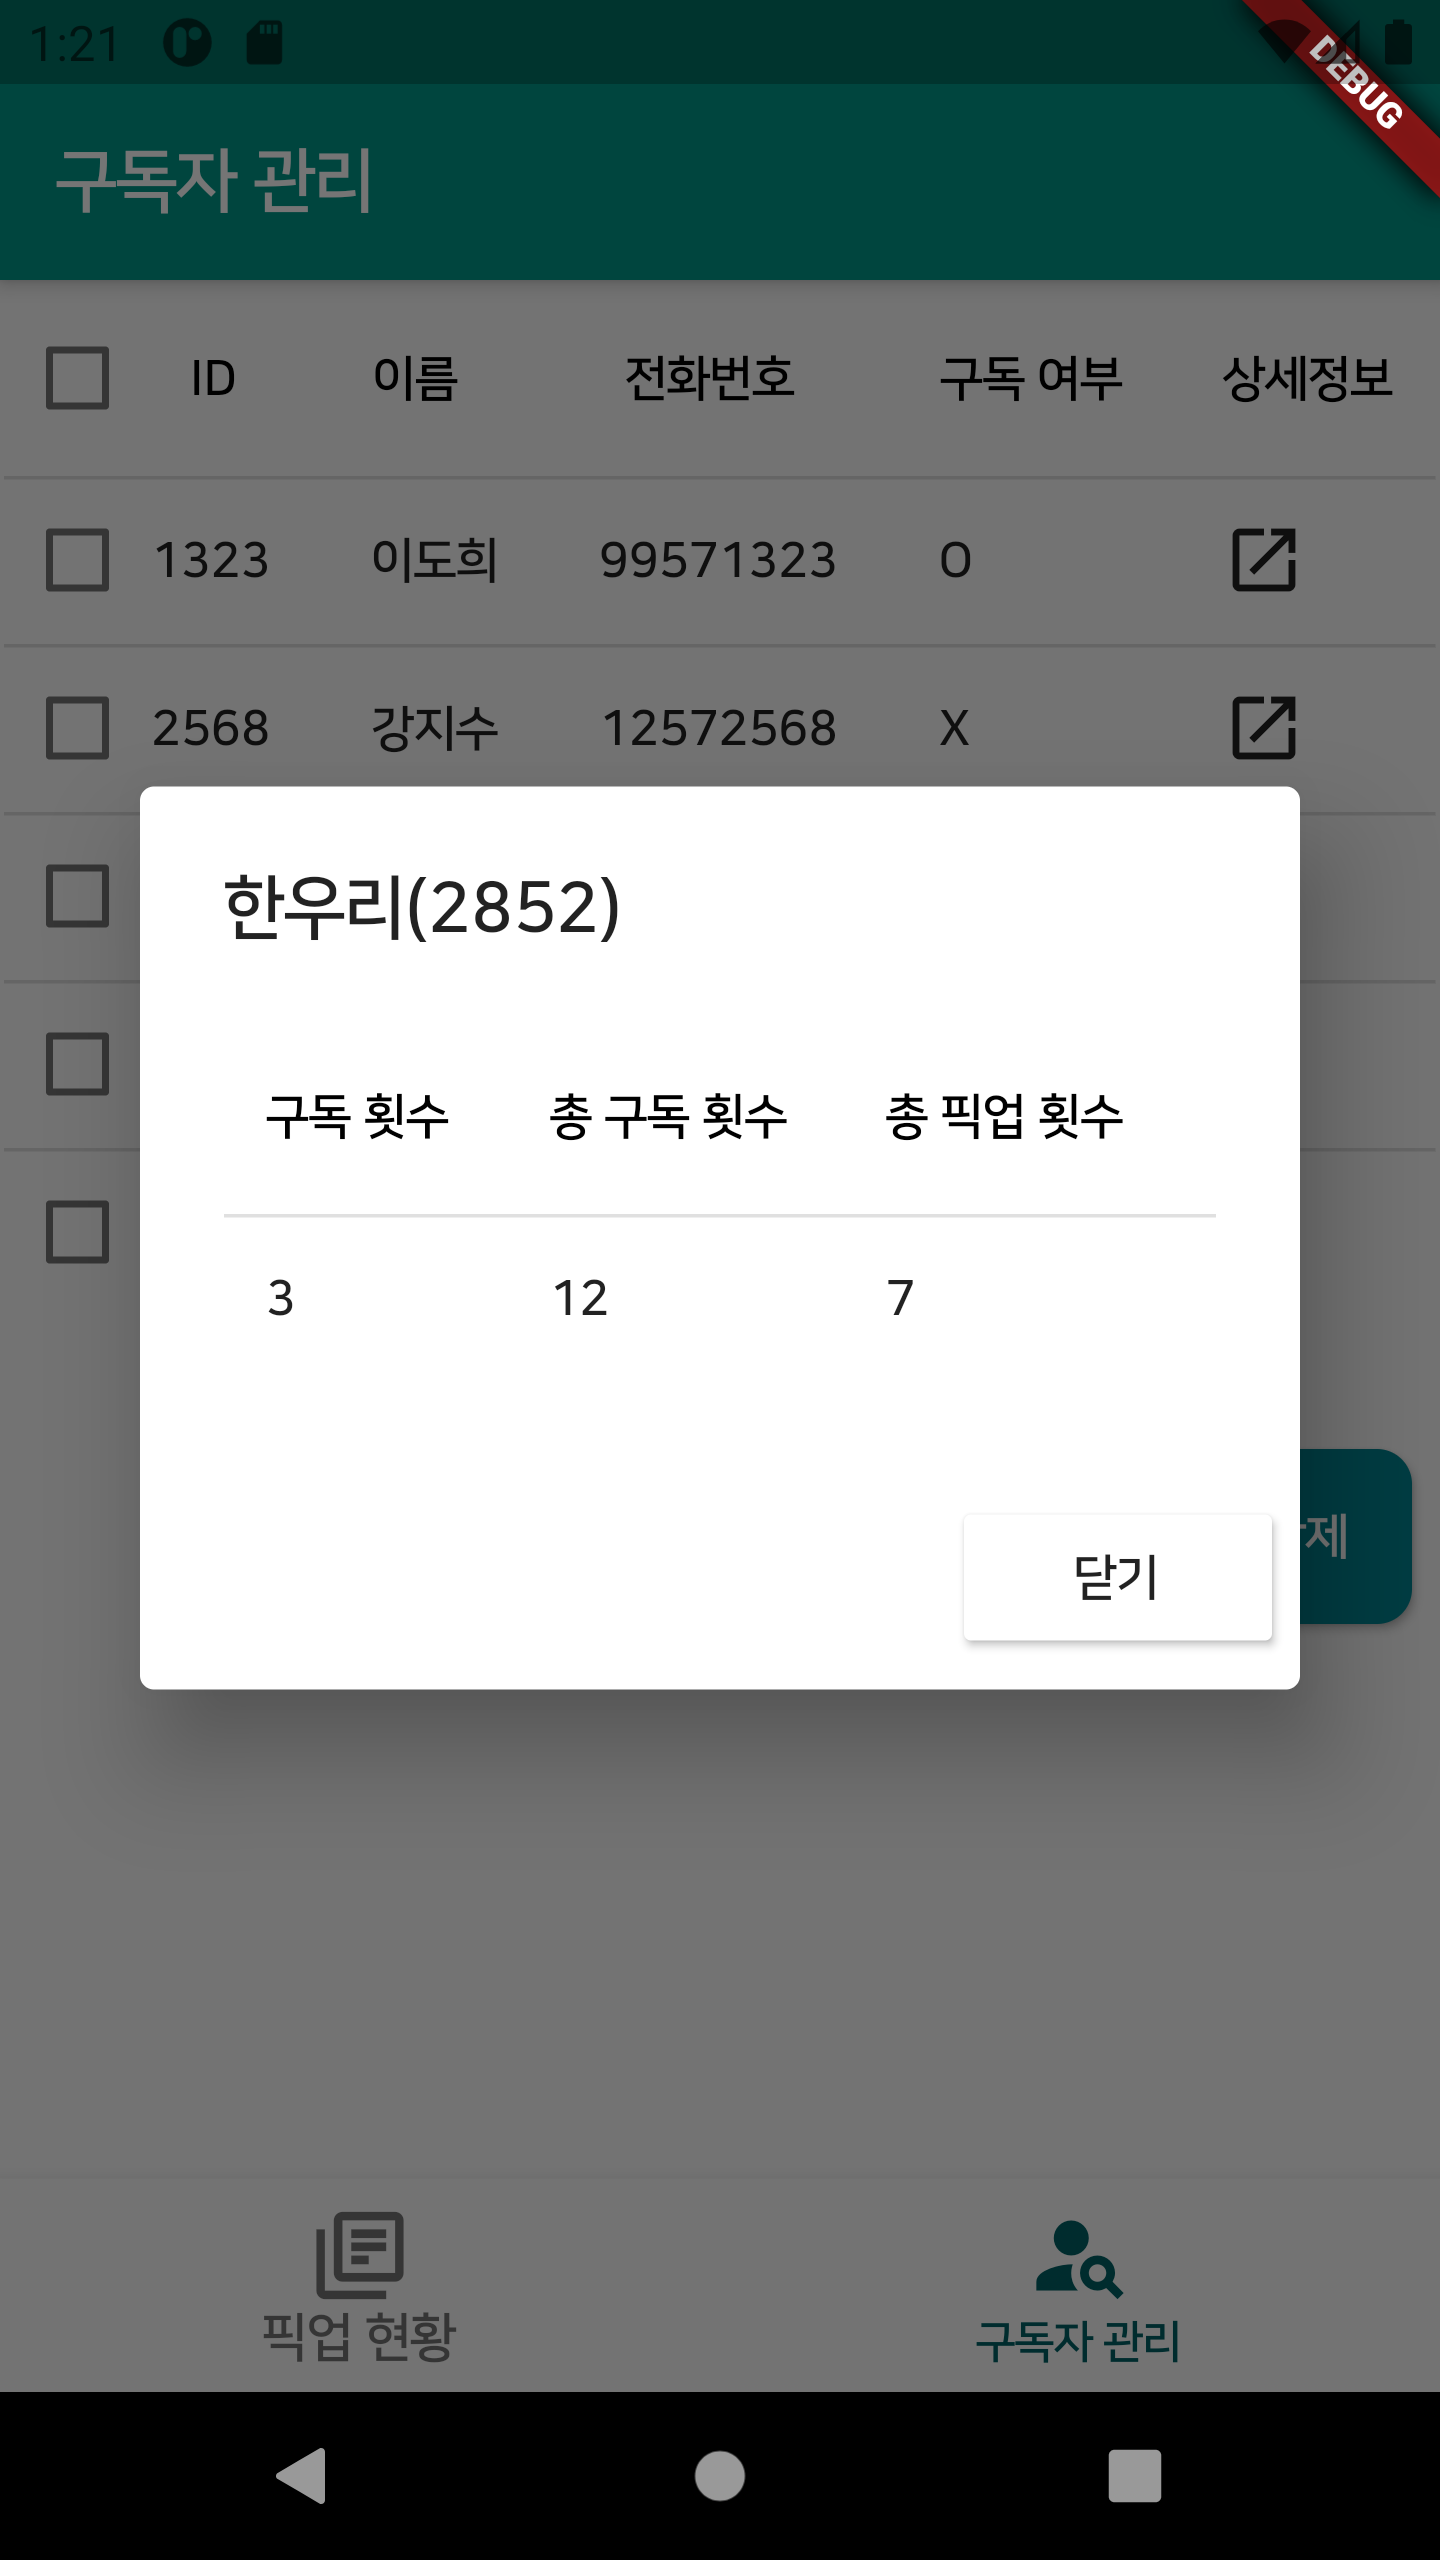 1:21
DEBUG
구독자 관리
ID 이름 전화번호 구독 여부 상세정보
1323 이도희 99571323 O
2568 강지수 12572568 X
한우리(2852)
구독 횟수 총 구독 횟수 총 픽업 횟수
3 12 7
제
닫기
픽업 현황 구독자 관리